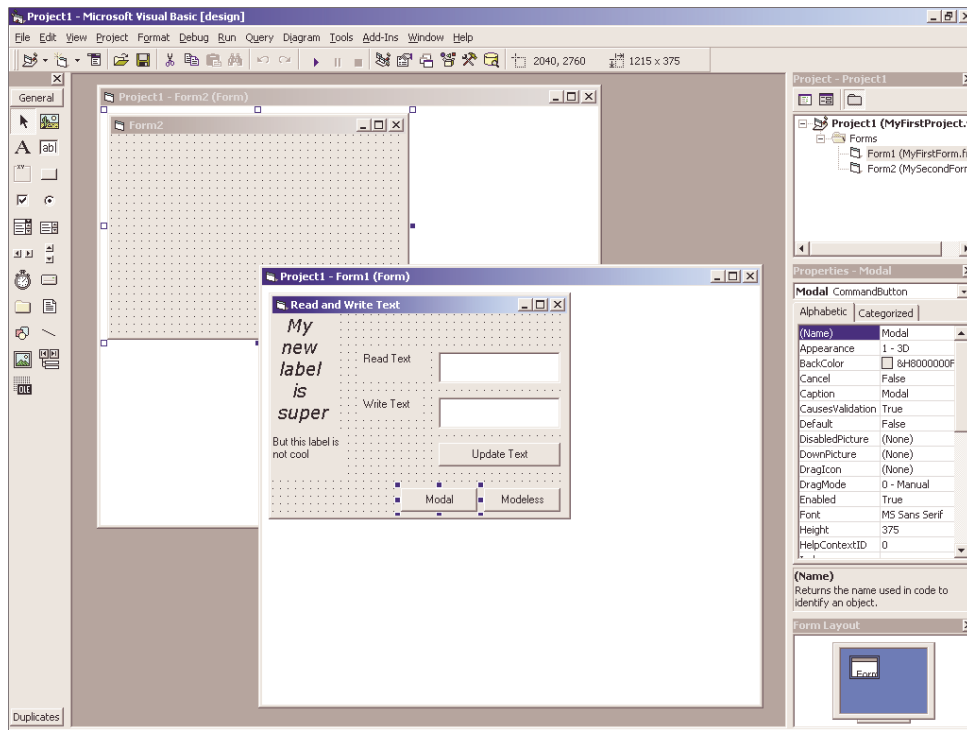 Project1 - Microsoft Visual Basic [design]
File Edit View Project Format Debug Run Query Diagram Tools Add-Ins Window Help
2040, 2760
1215 x 375
General
A
ab|
XY
OLE
Duplicates
Project1 - Form2 (Form)
Form2
Project1 - Form1 (Form)
Read and Write Text
My
new
label
is
super
But this label is
not cool
Read Text
Write Text
Update Text
Modal
Modeless
Project - Project1
Project1 (MyFirstProject.
Forms
Form1 (MyFirstForm.f
Form2 (MySecondForm
Properties - Modal
Modal CommandButton
Alphabetic Categorized
(Name) Modal
Appearance 1 - 3D
BackColor &H8000000F
Cancel False
Caption Modal
CausesValidation True
Default False
DisabledPicture (None)
DownPicture (None)
DragIcon (None)
DragMode 0 - Manual
Enabled True
Font MS Sans Serif
Height 375
HelpContextID 0
(Name)
Returns the name used in code to
identify an object.
Form Layout
Form